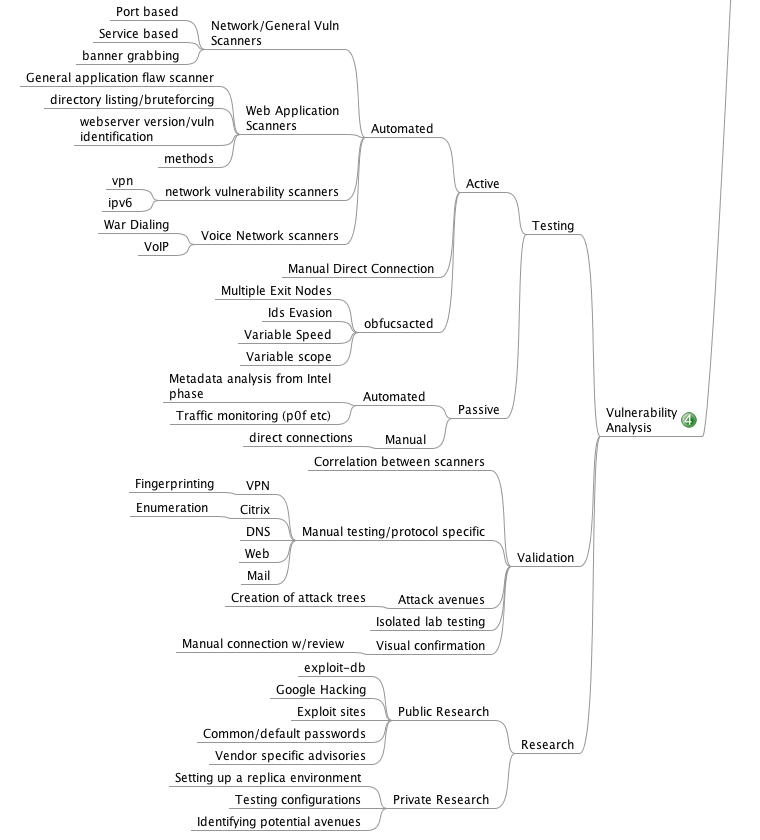 Port based
Service based
banner grabbing
Network/General Vuln
Scanners
General application flaw scanner
directory listing/bruteforcing
webserver version/vuln
identification
methods
Web Application
Scanners
vpn
ipv6
network vulnerability scanners
War Dialing
VoIP
Voice Network scanners
Automated
Manual Direct Connection
Multiple Exit Nodes
Ids Evasion
Variable Speed
Variable scope
obfucsacted
Active
Metadata analysis from Intel
phase
Traffic monitoring (p0f etc)
Automated
direct connections
Manual
Passive
Testing
Correlation between scanners
Fingerprinting
VPN
Enumeration
Citrix
DNS
Web
Mail
Manual testing/protocol specific
Creation of attack trees
Attack avenues
Isolated lab testing
Manual connection w/review
Visual confirmation
Validation
exploit-db
Google Hacking
Exploit sites
Common/default passwords
Vendor specific advisories
Public Research
Setting up a replica environment
Testing configurations
Identifying potential avenues
Private Research
Research
Vulnerability
Analysis
4